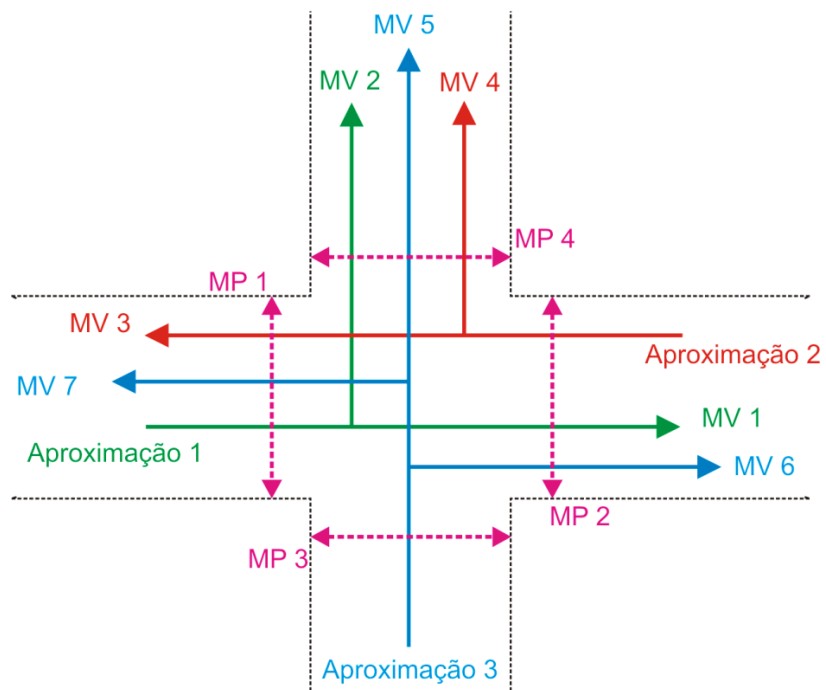 MV 5
MV 2
MV 4
MP 4
MP 1
MV 3
Aproximação 2
MV 7
MV 1
Aproximação 1
MV 6
MP 2
MP 3
Aproximação 3